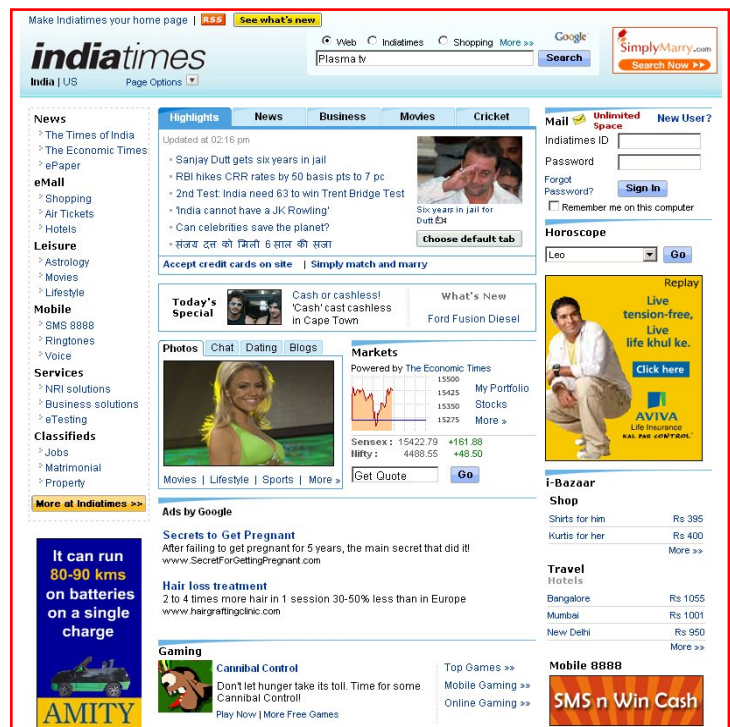 Make Indiatimes your home page | RSS See what's new
indiatimes
India | US Page Options
Web Indiatimes Shopping More »
Google
Plasma tv Search
SimplyMarry.com
Search Now
News
The Times of India
The Economic Times
ePaper
eMall
Shopping
Air Tickets
Hotels
Leisure
Astrology
Movies
Lifestyle
Mobile
SMS 8888
Ringtones
Voice
Services
NRI solutions
Business solutions
eTesting
Classifieds
Jobs
Matrimonial
Property
More at Indiatimes >>
It can run
80-90 kms
on batteries
on a single
charge
AMITY
Highlights News Business Movies Cricket
Updated at 02:16 pm
Sanjay Dutt gets six years in jail
RBI hikes CRR rates by 50 basis pts to 7 pc
2nd Test: India need 63 to win Trent Bridge Test
'India cannot have a JK Rowling'
Can celebrities save the planet?
संजय दत्त को मिली 6 साल की सजा
Six years in jail for
Dutt
Choose default tab
Accept credit cards on site | Simply match and marry
Today's
Special
Cash or cashless!
'Cash' cast cashless
in Cape Town
What's New
Ford Fusion Diesel
Photos Chat Dating Blogs
Movies | Lifestyle | Sports | More »
Markets
Powered by The Economic Times
15500
15425
15350
15275
My Portfolio
Stocks
More »
Sensex: 15422.79 +161.88
Nifty: 4488.55 +48.50
Get Quote Go
Ads by Google
Secrets to Get Pregnant
After failing to get pregnant for 5 years, the main secret that did it!
www.SecretForGettingPregnant.com
Hair loss treatment
2 to 4 times more hair in 1 session 30-50% less than in Europe
www.hairgraftingclinic.com
Gaming
Cannibal Control
Don't let hunger take its toll. Time for some
Cannibal Control!
Play Now | More Free Games
Top Games »
Mobile Gaming »
Online Gaming »
Mail Unlimited Space New User?
Indiatimes ID
Password
Forgot
Password?
Sign In
Remember me on this computer
Horoscope
Leo Go
Replay
Live
tension-free,
Live
life khul ke.
Click here
AVIVA
Life Insurance
KAL PAR CONTROL
i-Bazaar
Shop
Shirts for him Rs 395
Kurtis for her Rs 400
More »
Travel
Hotels
Bangalore Rs 1055
Mumbai Rs 1001
New Delhi Rs 950
More »
Mobile 8888
SMS n Win Cash